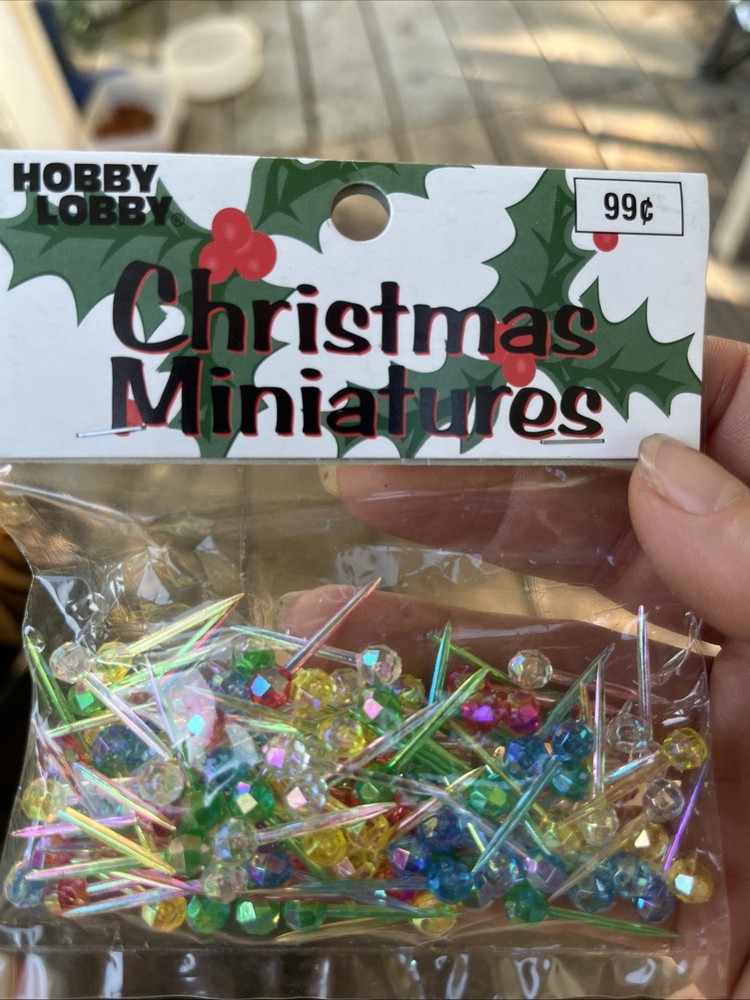 HOBBY
LOBBY®
99¢
Christmas
Miniatures